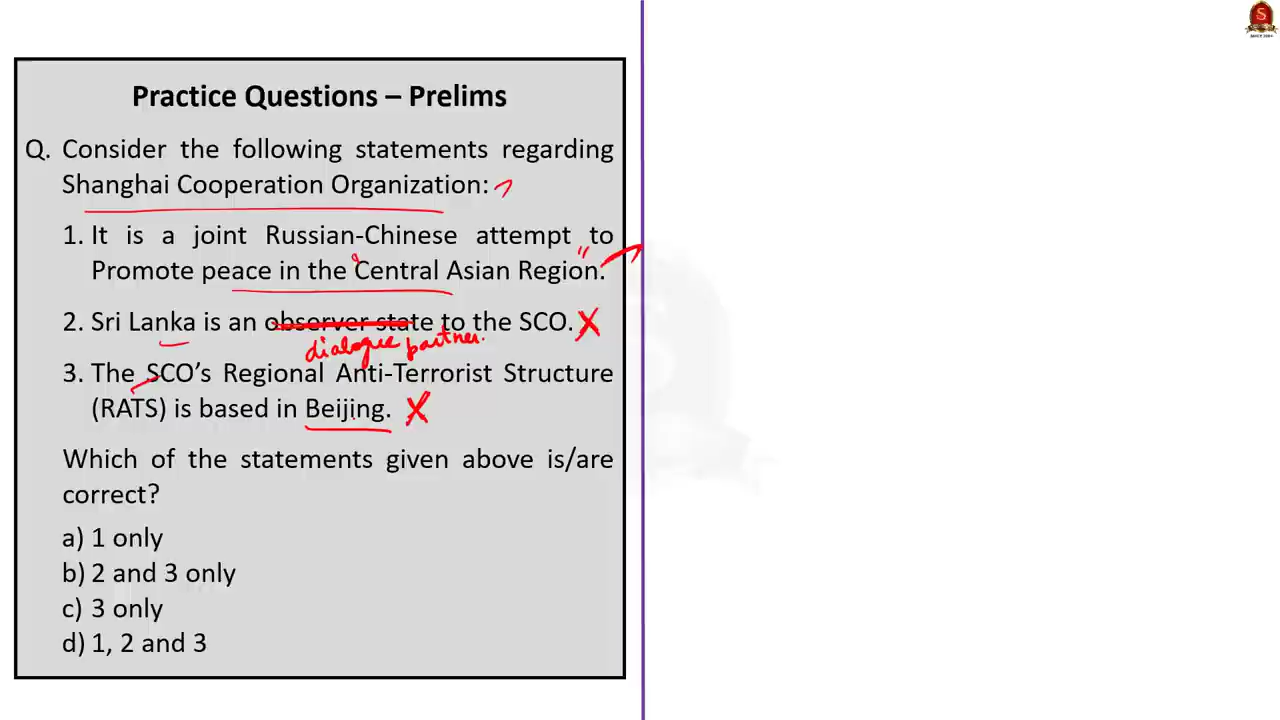 Practice Questions – Prelims
Q. Consider the following statements regarding
Shanghai Cooperation Organization:
1. It is a joint Russian-Chinese attempt to
Promote peace in the Central Asian Region.
2. Sri Lanka is an observer state to the SCO.
dialogue partner.
3. The SCO's Regional Anti-Terrorist Structure
(RATS) is based in Beijing.
Which of the statements given above is/are
correct?
a) 1 only
b) 2 and 3 only
c) 3 only
d) 1, 2 and 3
S